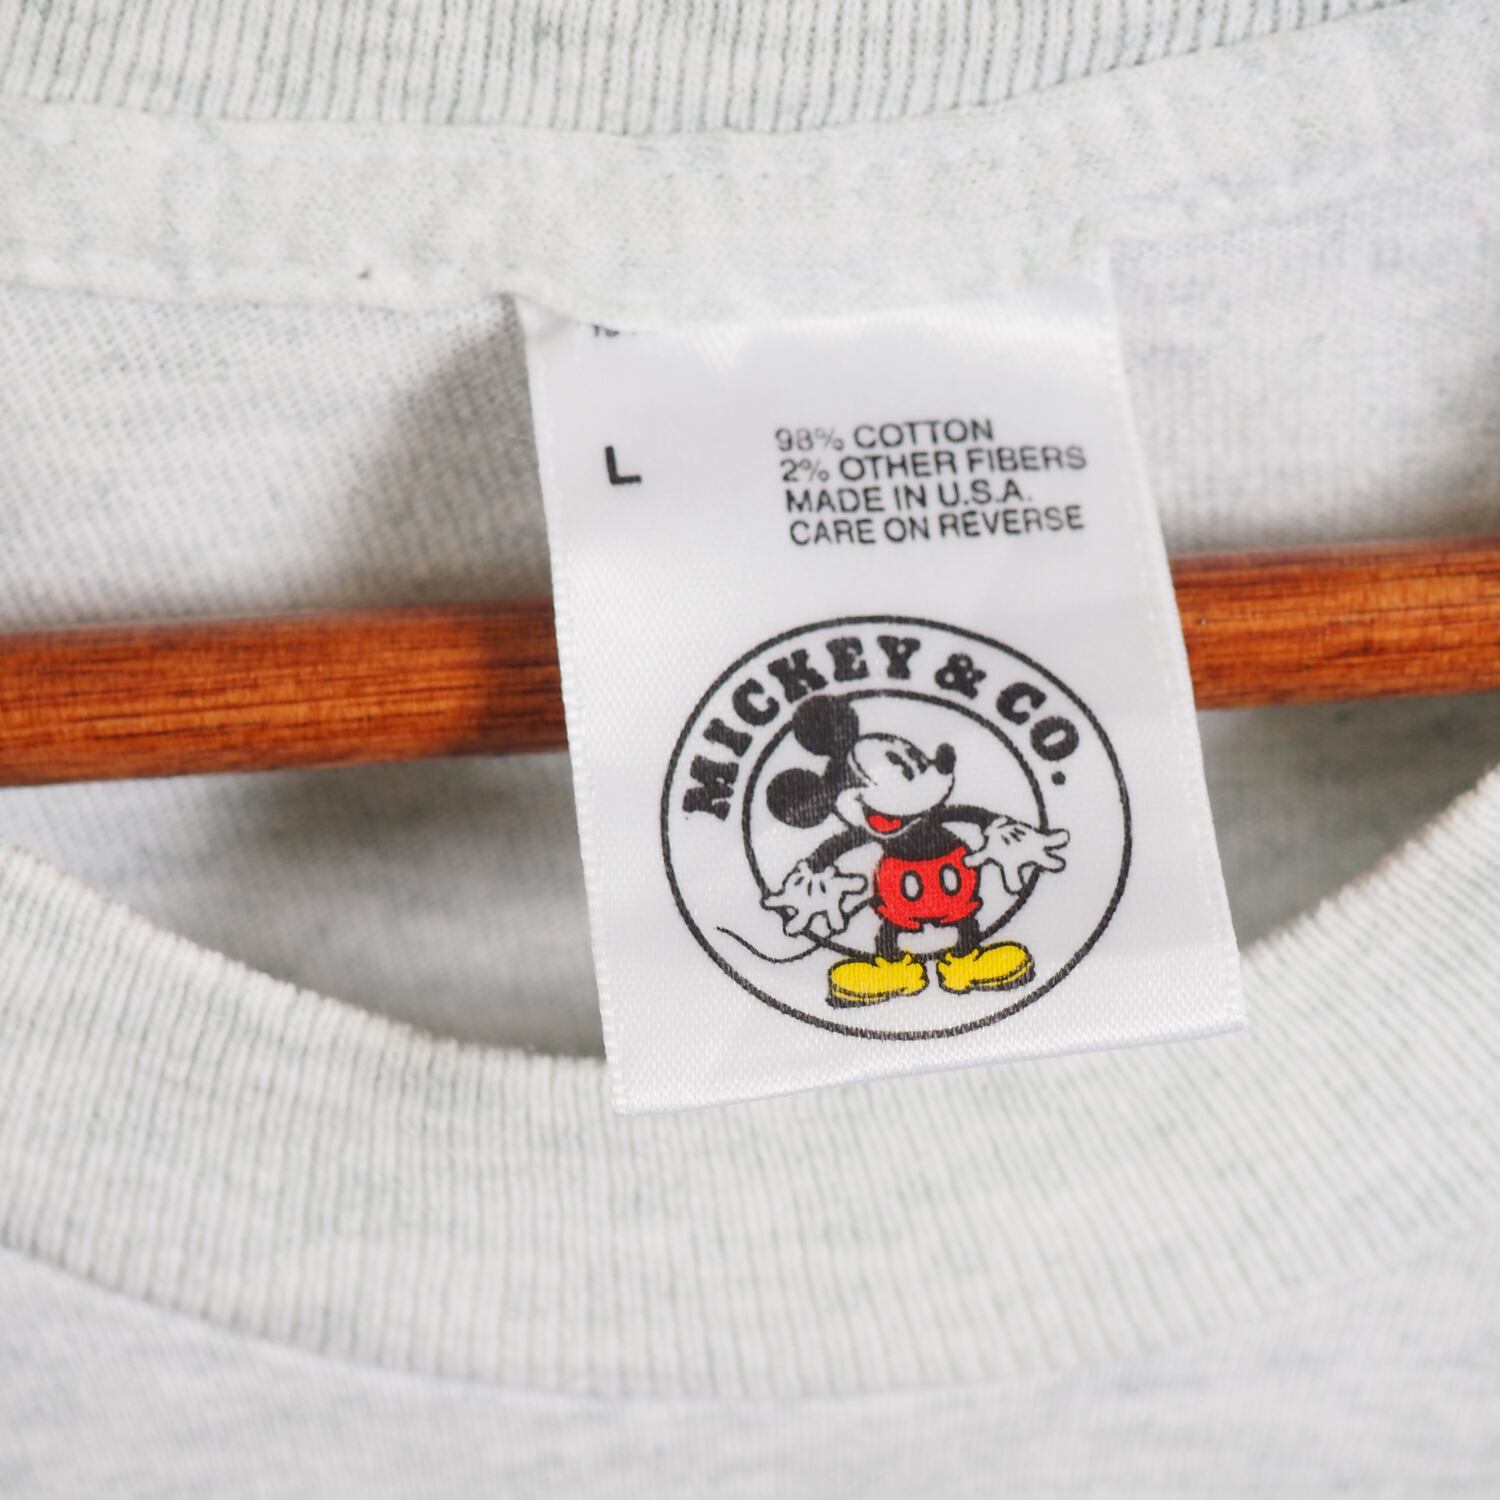 L
98% COTTON
2% OTHER FIBERS
MADE IN U.S.A.
CARE ON REVERSE
MICKEY & CO.